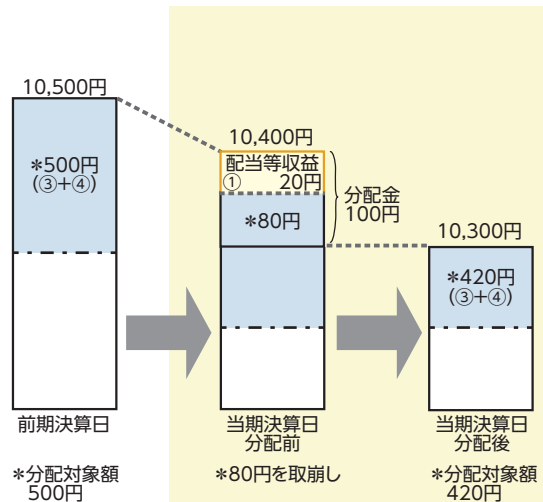 10,500円
*500円
(③+④)
前期決算日
*分配対象額
500円
10,400円
配当等収益
① 20円
*80円
分配金
100円
当期決算日
分配前
*80円を取崩し
10,300円
*420円
(③+④)
当期決算日
分配後
*分配対象額
420円